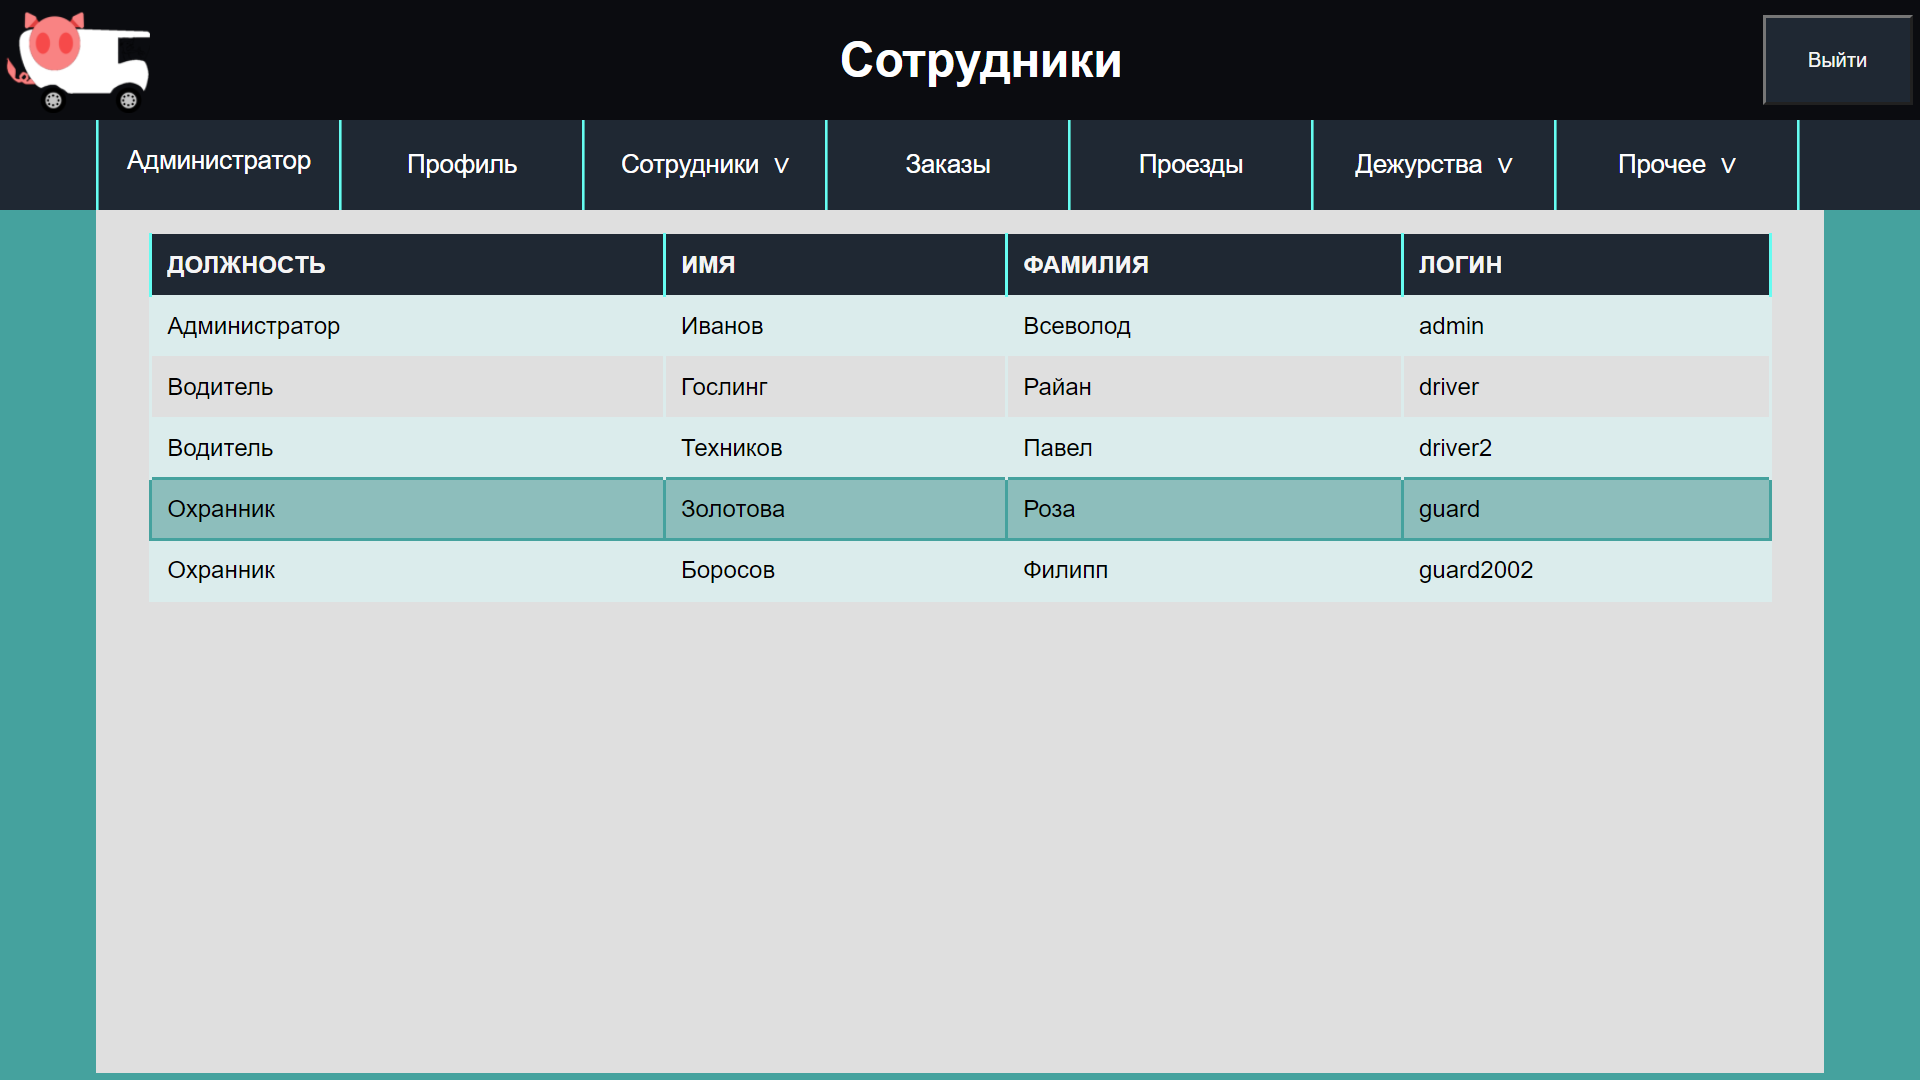 Сотрудники
Выйти
Администратор Профиль Сотрудники V Заказы Проезды Дежурства V Прочее V
ДОЛЖНОСТЬ ИМЯ ФАМИЛИЯ ЛОГИН
Администратор Иванов Всеволод admin
Водитель Гослинг Райан driver
Водитель Техников Павел driver2
Охранник Золотова Роза guard
Охранник Боросов Филипп guard2002